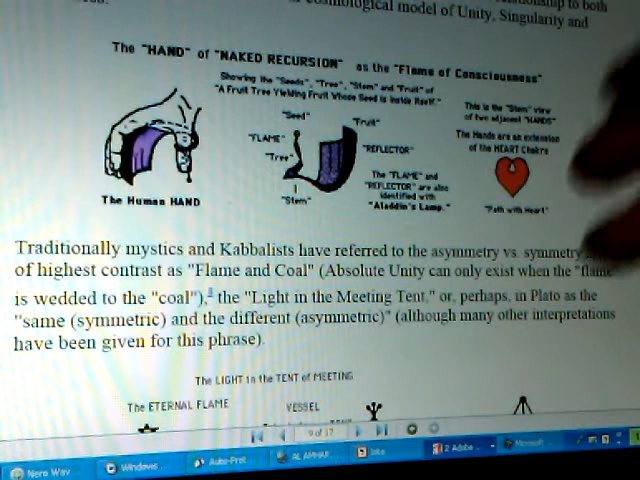 cosmological model of Unity, Singularity and
The "HAND" of "NAKED RECURSION" as the "Flame of Consciousness"
Showing the "Seeds", "Tree", "Stem" and "Fruit" of
"A Fruit Tree Yielding Fruit Whose Seed is Inside Itself."
"Seed"
"Fruit"
"FLAME"
"Tree"
"REFLECTOR"
"Stem"
The "FLAME" and
"REFLECTOR" are also
identified with
"Aladdin's Lamp."
This is the "Stem" view
of two adjacent "HANDS"
The Hands are an extension
of the HEART Chakra
"Path with Heart"
The Human HAND
Traditionally mystics and Kabbalists have referred to the asymmetry vs. symmetry
of highest contrast as "Flame and Coal" (Absolute Unity can only exist when the "flame
is wedded to the "coal"), the "Light in the Meeting Tent," or, perhaps, in Plato as the
"same (symmetric) and the different (asymmetric)" (although many other interpretations
have been given for this phrase).
The LIGHT in the TENT of MEETING
The ETERNAL FLAME
VESSEL
9 of 17
Nero Wav...
Windows...
Auto-Prot...
AL AMMAR...
2 Adobe...
Microsoft...